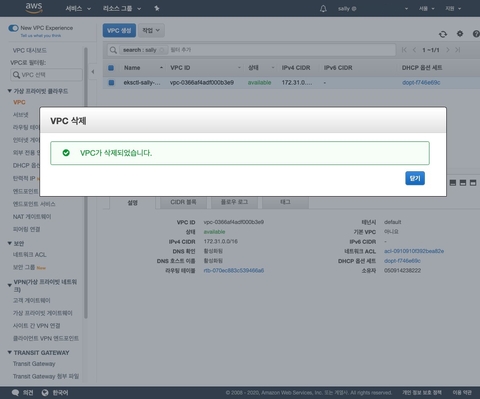 aws
서비스
리소스 그룹
sally
서울
지원
New VPC Experience
Tell us what you think
VPC 생성
작업
VPC 대시보드
VPC로 필터링:
VPC 선택
search : sally
필터 추가
1 ~1/1
Name
VPC ID
상태
IPv4 CIDR
IPv6 CIDR
DHCP 옵션 세트
eksctl-sally-...
vpc-0366af4adf000b3e9
available
172.31.0....
-
dopt-f746e69c
가상 프라이빗 클라우드
VPC
서브넷
라우팅 테이
인터넷 게이
외부 전용 인
DHCP 옵션
탄력적 IP
엔드포인트
엔드포인트 서비스
NAT 게이트웨이
피어링 연결
VPC 삭제
VPC가 삭제되었습니다.
닫기
설명
CIDR 블록
플로우 로그
태그
VPC ID
vpc-0366af4adf000b3e9
테넌시
default
상태
available
기본 VPC
아니요
IPv4 CIDR
172.31.0.0/16
IPv6 CIDR
-
DNS 확인
활성화됨
네트워크 ACL
DNS 호스트 이름
활성화됨
DHCP 옵션 세트
dopt-f746e69c
라우팅 테이블
소유자
050914238222
보안
네트워크 ACL
보안 그룹
New
VPN(가상 프라이빗 네트워크)
고객 게이트웨이
가상 프라이빗 게이트웨이
사이트 간 VPN 연결
클라이언트 VPN 엔드포인트
TRANSIT GATEWAY
Transit Gateway
Transit Gateway 첨부 파일
의견
한국어
© 2008 - 2020, Amazon Web Services, Inc. 또는 계열사. All rights reserved.
개인 정보 보호 정책
이용 약관